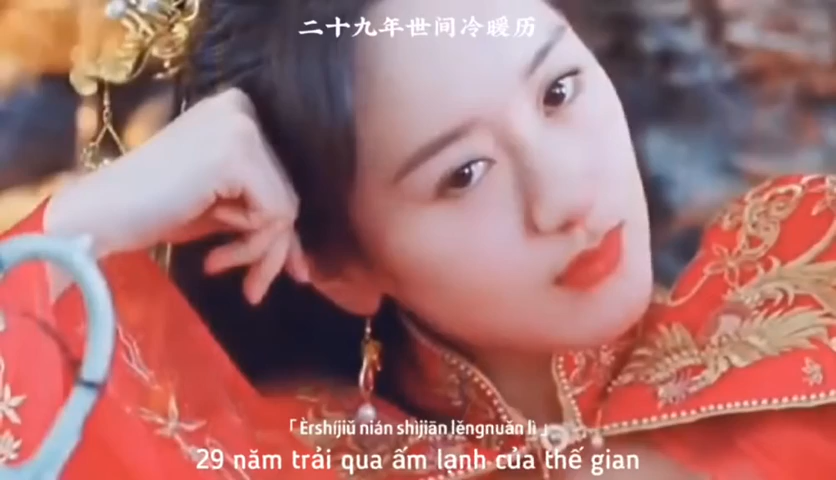 二十九年世间冷暖历
「Èrshíjiǔ nián shìjiān lěngnuǎn lì」
29 năm trải qua ấm lạnh của thế gian